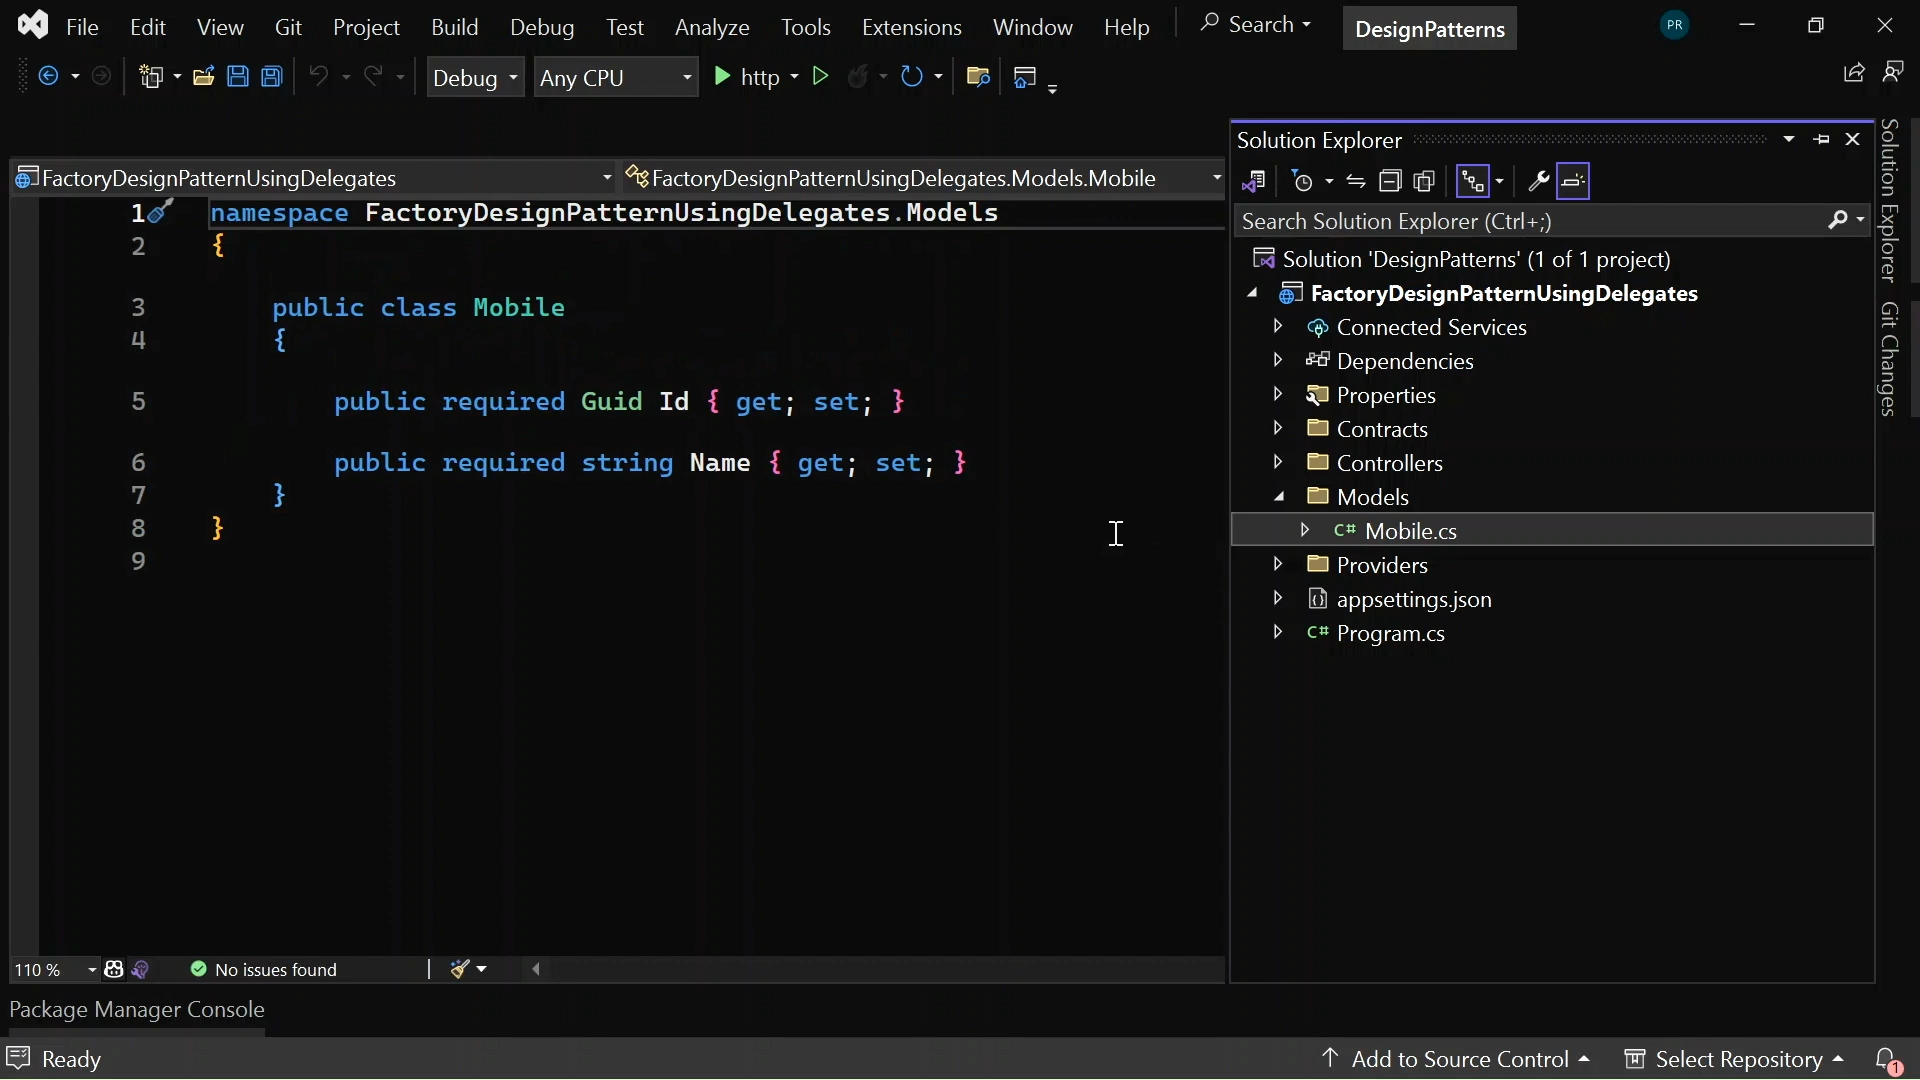 File Edit View Git Project Build Debug Test Analyze Tools Extensions Window Help Search DesignPatterns PR
Debug Any CPU http
FactoryDesignPatternUsingDelegates FactoryDesignPatternUsingDelegates.Models.Mobile
1 namespace FactoryDesignPatternUsingDelegates.Models
2 {
3 public class Mobile
4 {
5 public required Guid Id { get; set; }
6 public required string Name { get; set; }
7 }
8 }
9
110 % No issues found
Solution Explorer
Search Solution Explorer (Ctrl+;)
Solution 'DesignPatterns' (1 of 1 project)
FactoryDesignPatternUsingDelegates
Connected Services
Dependencies
Properties
Contracts
Controllers
Models
C# Mobile.cs
Providers
appsettings.json
C# Program.cs
Solution Explorer
Git Changes
Package Manager Console
Ready Add to Source Control Select Repository 1